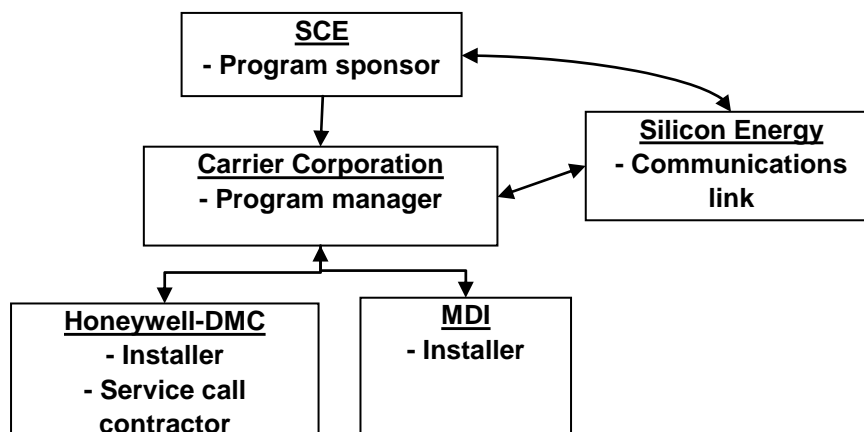 SCE
- Program sponsor
Silicon Energy
- Communications
link
Carrier Corporation
- Program manager
Honeywell-DMC
- Installer
- Service call
contractor
MDI
- Installer